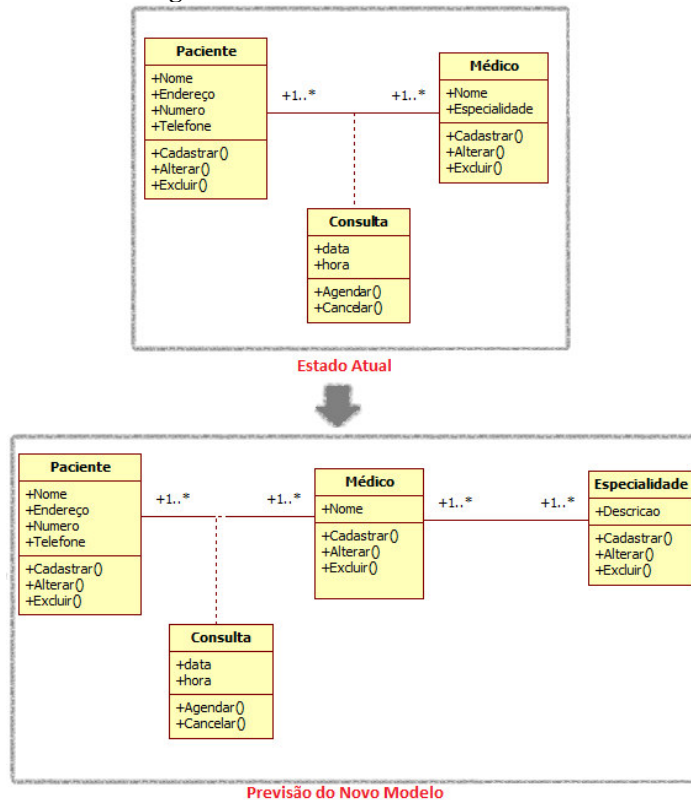 Paciente
+Nome
+Endereço
+Numero
+Telefone
+Cadastrar()
+Alterar()
+Excluir()
+1..*
+1..*
Médico
+Nome
+Especialidade
+Cadastrar()
+Alterar()
+Excluir()
Consulta
+data
+hora
+Agendar()
+Cancelar()
Estado Atual
Paciente
+Nome
+Endereço
+Numero
+Telefone
+Cadastrar()
+Alterar()
+Excluir()
+1..*
+1..*
Médico
+Nome
+Cadastrar()
+Alterar()
+Excluir()
+1..*
+1..*
Especialidade
+Descricao
+Cadastrar()
+Alterar()
+Excluir()
Consulta
+data
+hora
+Agendar()
+Cancelar()
Previsão do Novo Modelo